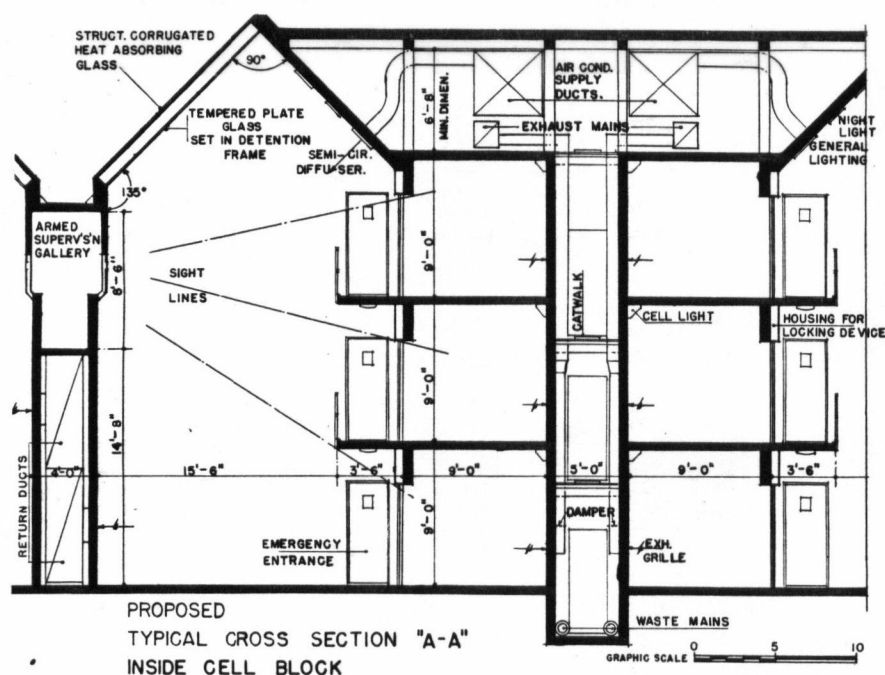 STRUCT. CORRUGATED
HEAT ABSORBING
GLASS
90°
TEMPERED PLATE
GLASS
SET IN DETENTION
FRAME
135°
SEMI-CIR.
DIFFUSER.
6'-8"
MIN. DIMEN.
AIR COND.
SUPPLY
DUCTS.
EXHAUST MAINS
NIGHT
LIGHT
GENERAL
LIGHTING
ARMED
SUPERV'S'N
GALLERY
8'-6"
SIGHT
LINES
9'-0"
CATWALK
CELL LIGHT
HOUSING FOR
LOCKING DEVICE
9'-0"
14'-8"
RETURN DUCTS
4'-0"
15'-6"
3'-6"
9'-0"
5'-0"
9'-0"
3'-6"
9'-0"
DAMPER
EMERGENCY
ENTRANCE
EXH.
GRILLE
WASTE MAINS
PROPOSED
TYPICAL CROSS SECTION "A-A"
INSIDE CELL BLOCK
GRAPHIC SCALE
0 5 10